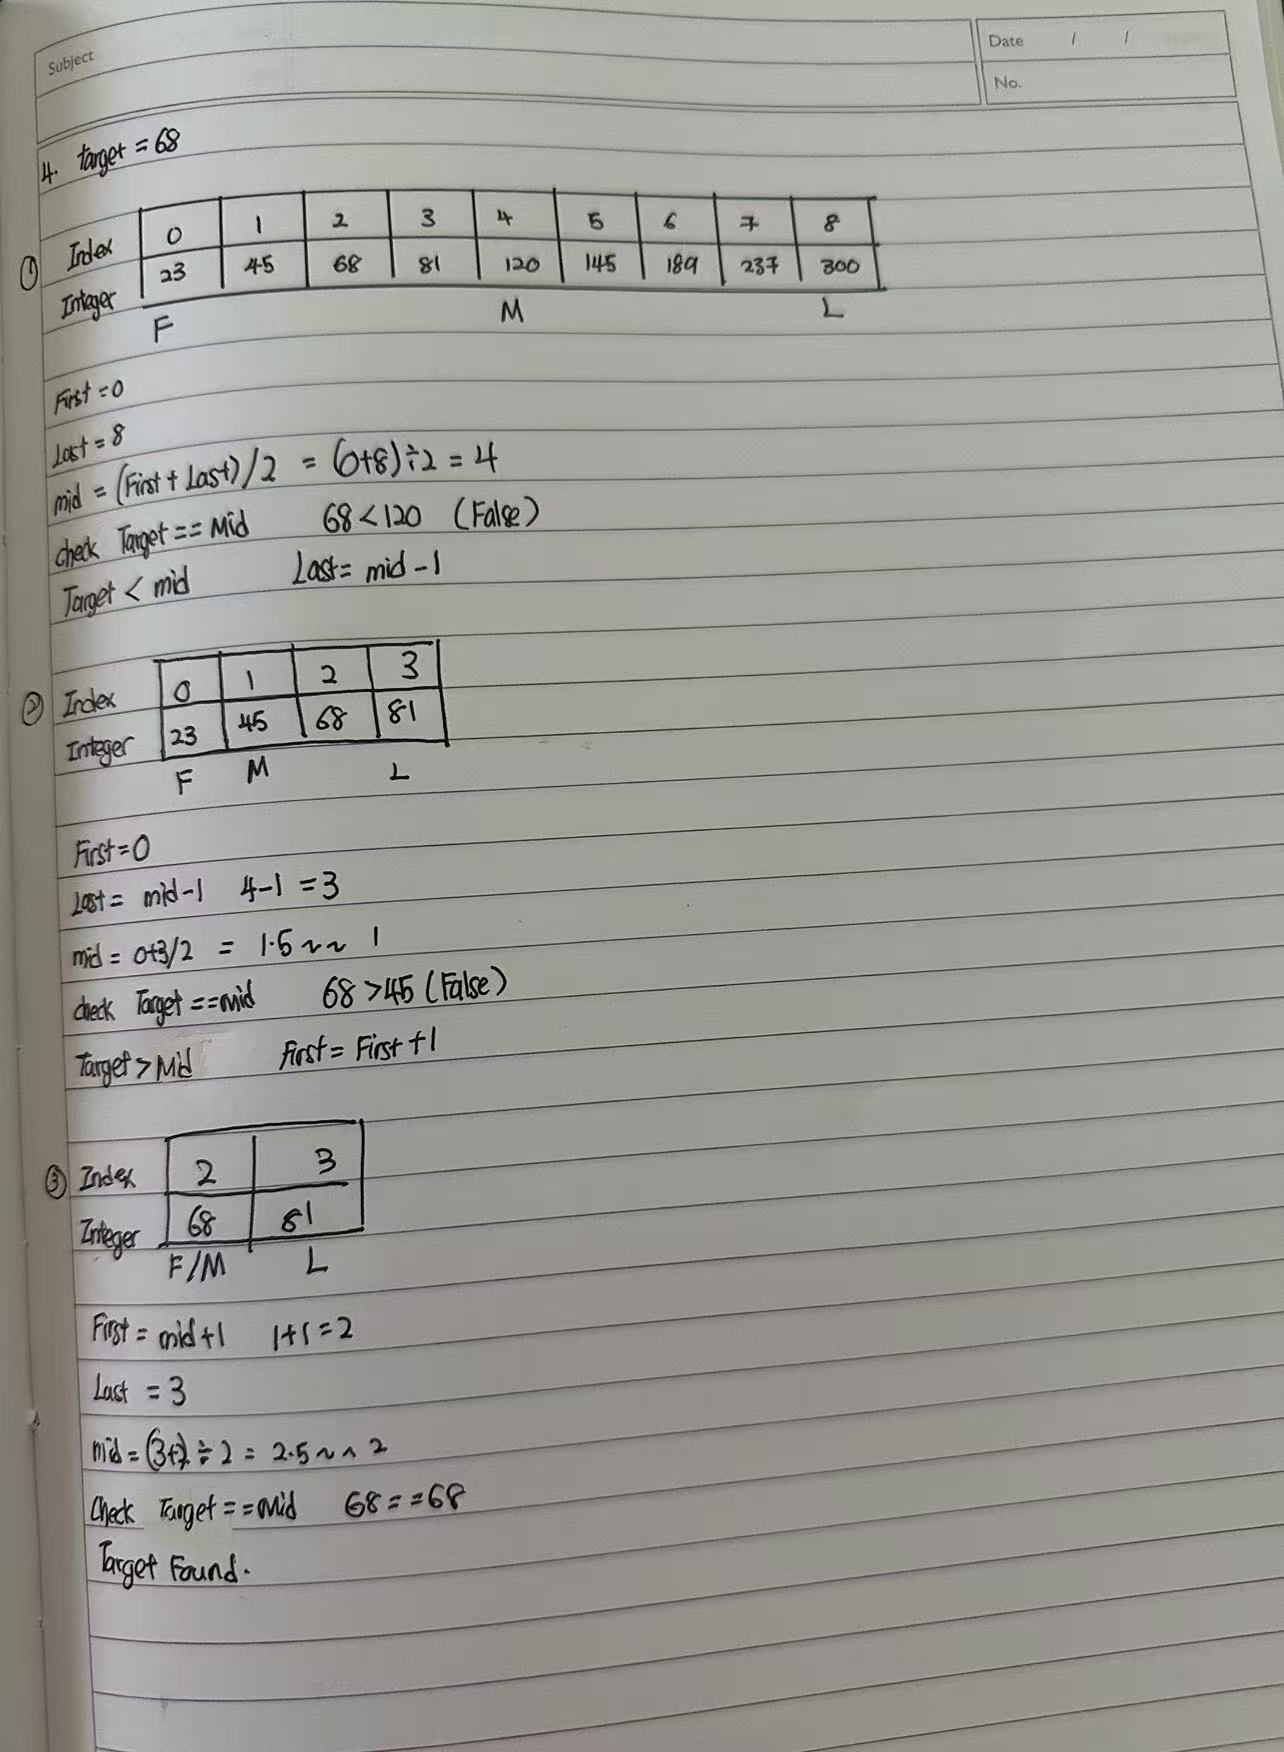 Subject
Date / /
No.
4. target = 68
Index 0 1 2 3 4 5 6 7 8
① Integer 23 45 68 81 120 145 189 237 300
F M L
First = 0
Last = 8
mid = (First + Last) / 2 = (0+8) ÷ 2 = 4
check Target == Mid 68 < 120 (False)
Target < mid Last = mid - 1
② Index 0 1 2 3
Integer 23 45 68 81
F M L
First = 0
Last = mid - 1 4 - 1 = 3
mid = 0+3/2 = 1.5 ~~ 1
check Target == mid 68 > 45 (False)
Target > Mid First = First + 1
③ Index 2 3
Integer 68 81
F/M L
First = mid + 1 1 + 1 = 2
Last = 3
mid = (3+2) ÷ 2 = 2.5 ~~ 2
Check Target == Mid 68 == 68
Target Found.